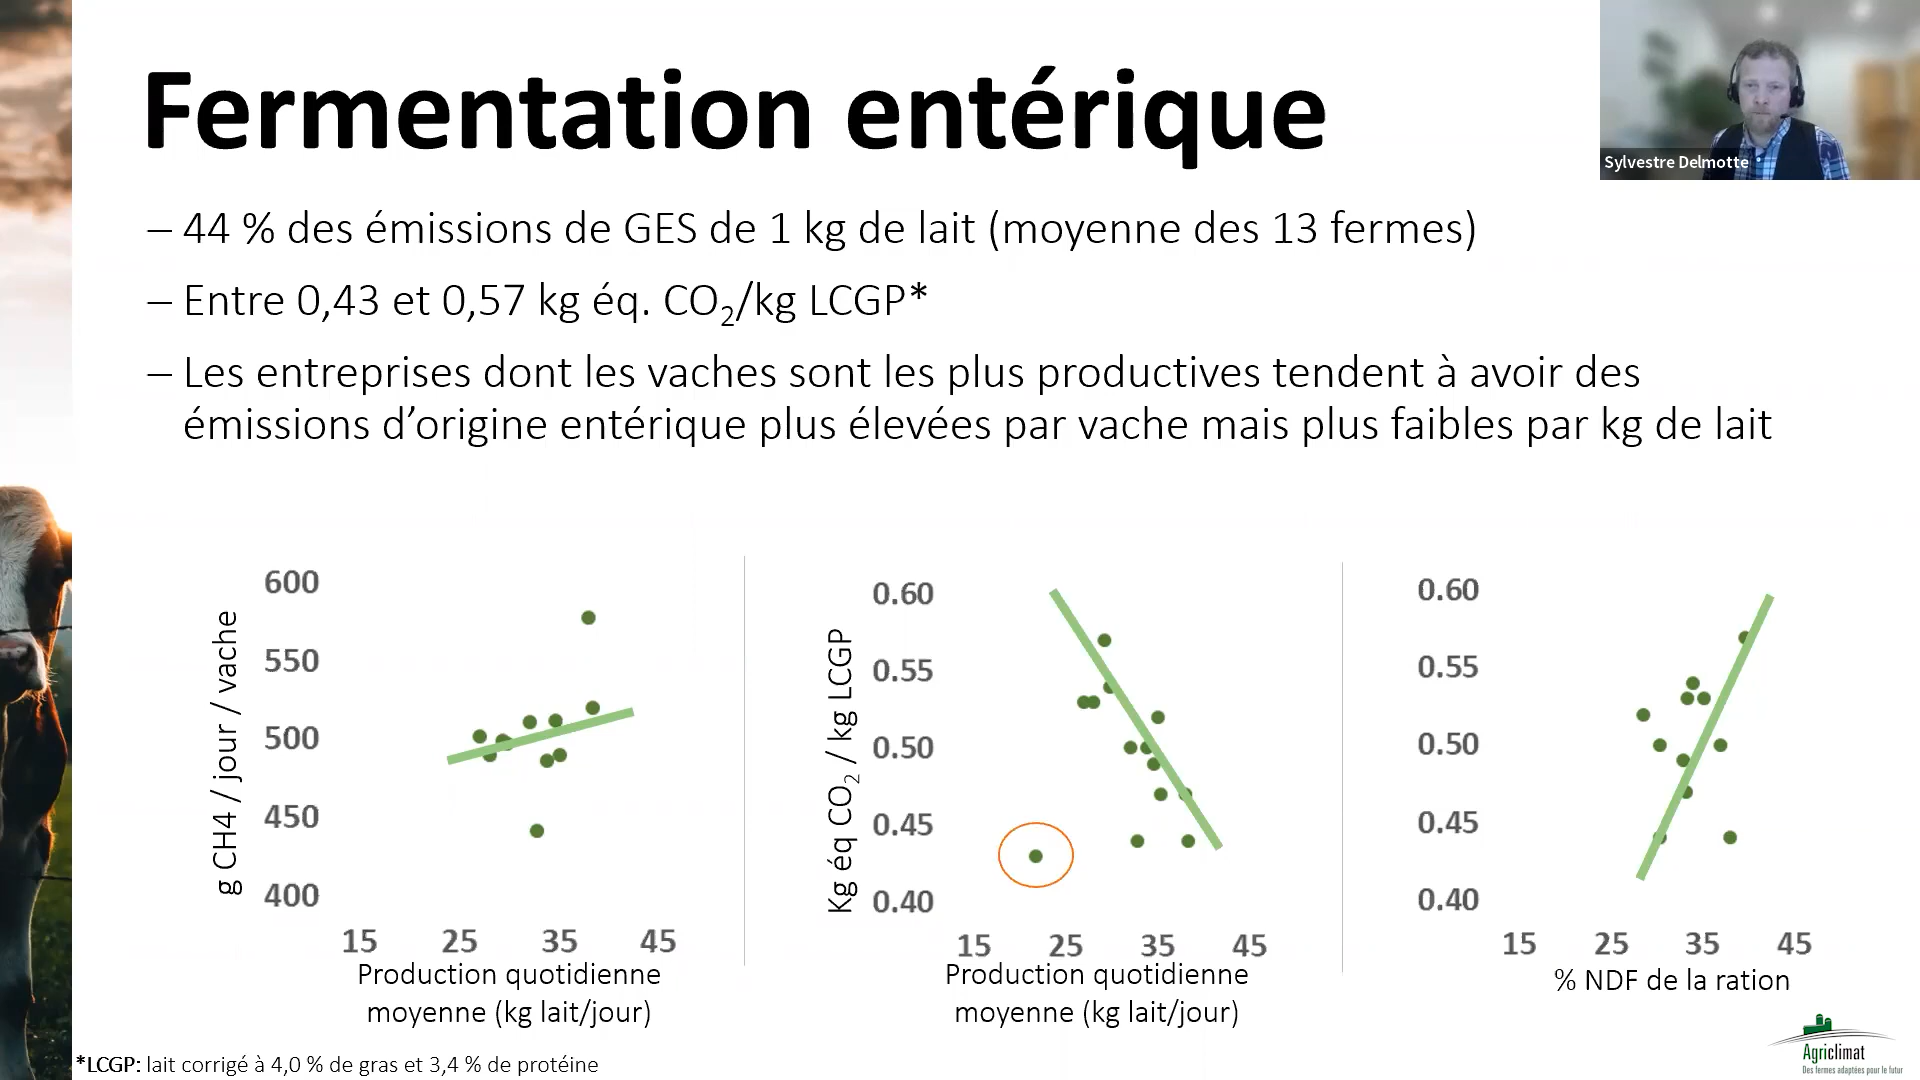 Fermentation entérique
Sylvestre Delmotte
– 44 % des émissions de GES de 1 kg de lait (moyenne des 13 fermes)
– Entre 0,43 et 0,57 kg éq. CO₂/kg LCGP*
– Les entreprises dont les vaches sont les plus productives tendent à avoir des
émissions d’origine entérique plus élevées par vache mais plus faibles par kg de lait
g CH4 / jour / vache
600
550
500
450
400
15 25 35 45
Production quotidienne
moyenne (kg lait/jour)
Kg éq CO₂ / kg LCGP
0.60
0.55
0.50
0.45
0.40
15 25 35 45
Production quotidienne
moyenne (kg lait/jour)
0.60
0.55
0.50
0.45
0.40
15 25 35 45
% NDF de la ration
*LCGP: lait corrigé à 4,0 % de gras et 3,4 % de protéine
Agriclimat
Des fermes adaptées pour le futur